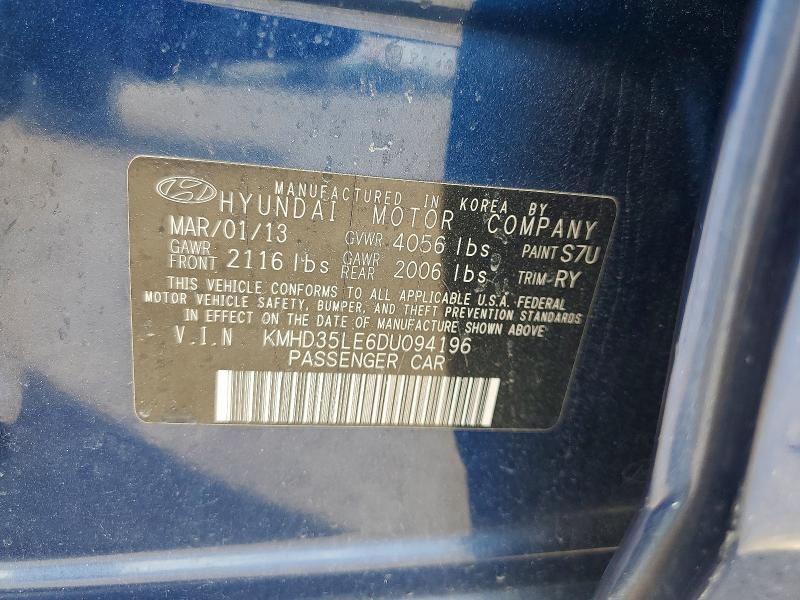 MANUFACTURED IN KOREA BY
HYUNDAI MOTOR COMPANY
MAR/01/13 GVWR 4056 lbs PAINT S7U
GAWR FRONT 2116 lbs GAWR REAR 2006 lbs TRIM RY
THIS VEHICLE CONFORMS TO ALL APPLICABLE U.S.A. FEDERAL
MOTOR VEHICLE SAFETY, BUMPER, AND THEFT PREVENTION STANDARDS
IN EFFECT ON THE DATE OF MANUFACTURE SHOWN ABOVE
V.I.N KMHD35LE6DU094196
PASSENGER CAR